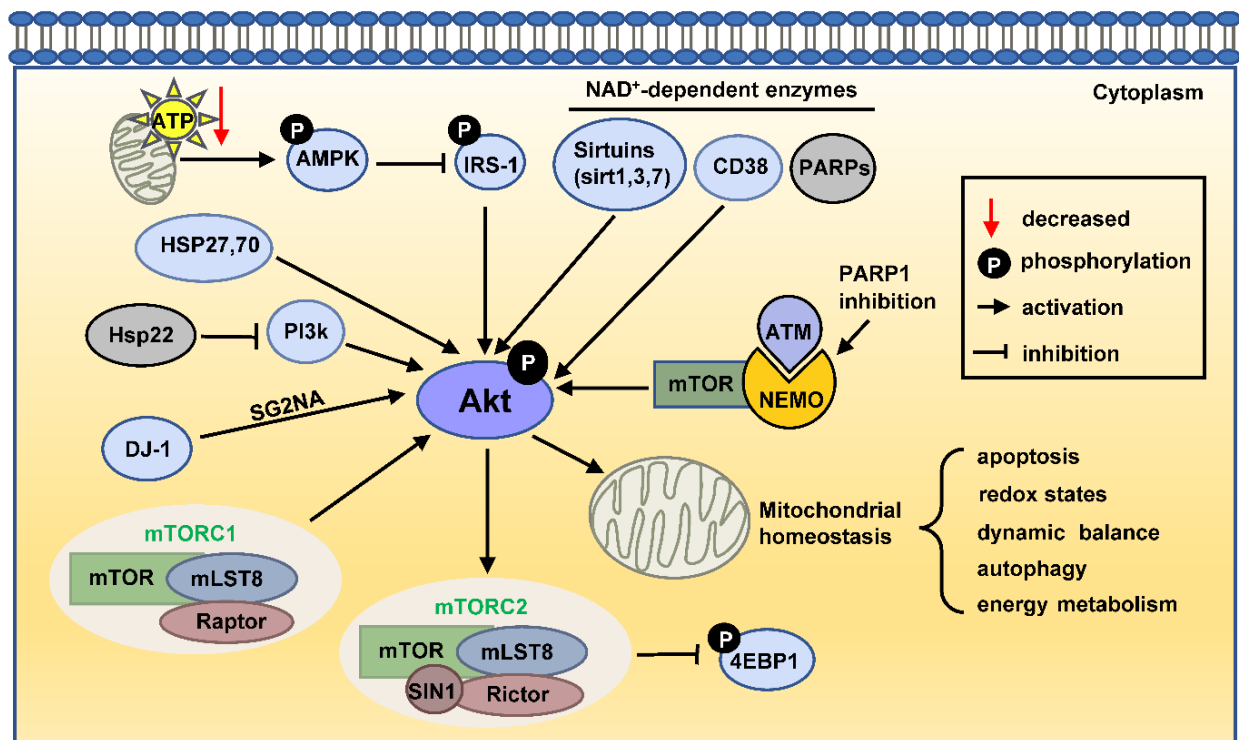 NAD⁺-dependent enzymes
Cytoplasm
ATP
P
AMPK
P
IRS-1
Sirtuins
(sirt1,3,7)
CD38
PARPs
decreased
P
phosphorylation
activation
inhibition
HSP27,70
PARP1
inhibition
Hsp22
PI3k
P
Akt
ATM
mTOR
NEMO
SG2NA
DJ-1
Mitochondrial
homeostasis
apoptosis
redox states
dynamic balance
autophagy
energy metabolism
mTORC1
mTOR
mLST8
Raptor
mTORC2
mTOR
mLST8
SIN1
Rictor
P
4EBP1